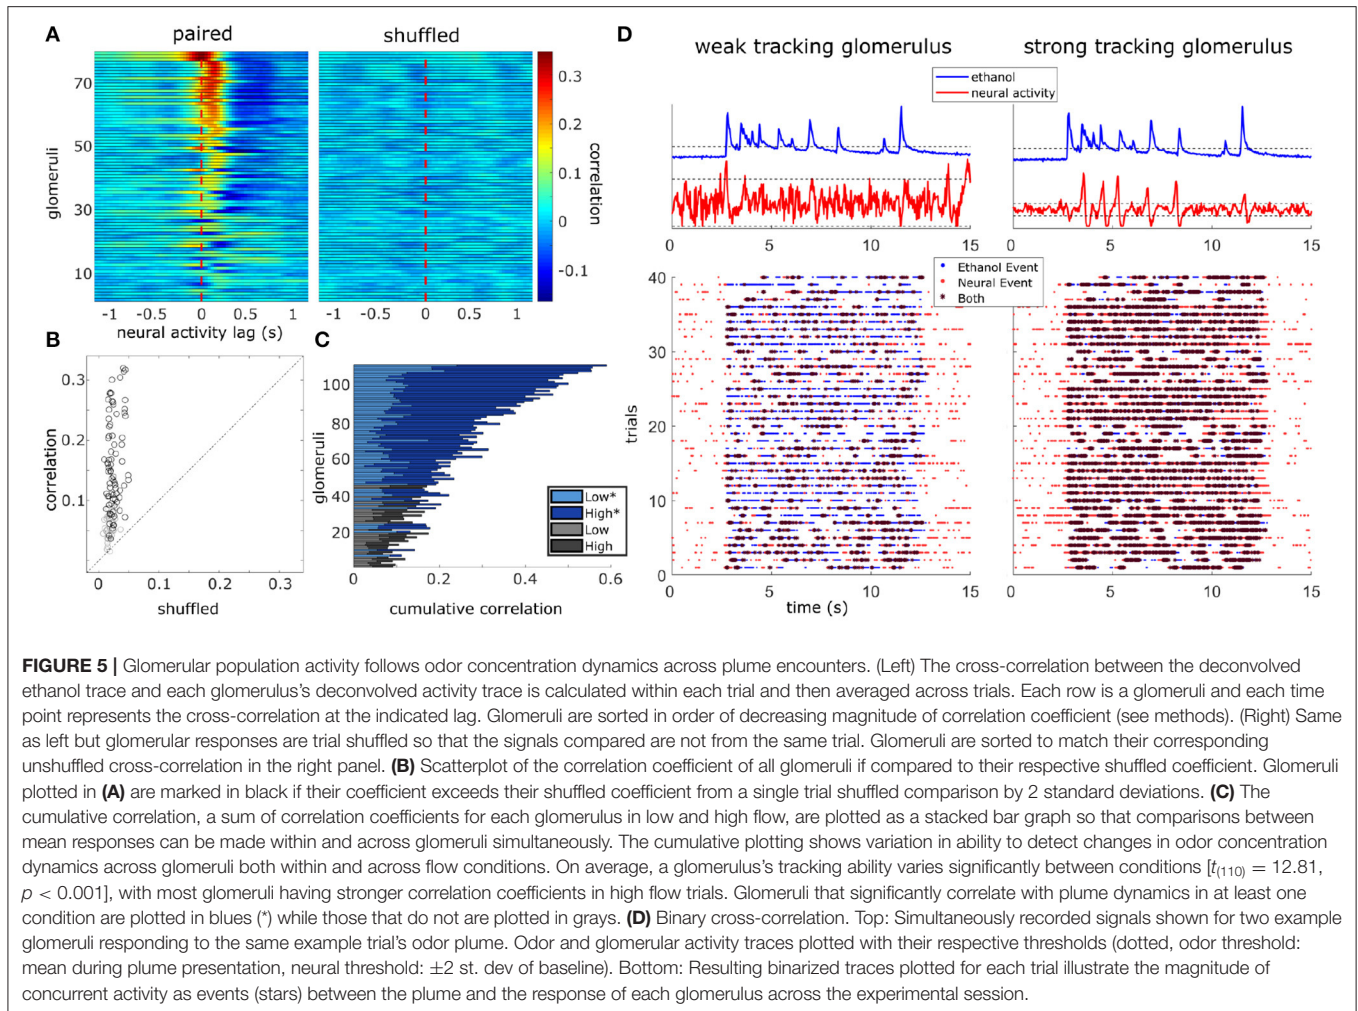 A
paired
shuffled
glomeruli
70
50
30
10
-1 -0.5 0 0.5 1
-1 -0.5 0 0.5 1
neural activity lag (s)
0.3
0.2
0.1
0
-0.1
correlation
B
correlation
0.3
0.2
0.1
0 0.1 0.2 0.3
shuffled
C
glomeruli
100
80
60
40
20
Low*
High*
Low
High
0 0.2 0.4 0.6
cumulative correlation
D
weak tracking glomerulus
strong tracking glomerulus
ethanol
neural activity
0 5 10 15
0 5 10 15
Ethanol Event
Neural Event
Both
trials
40
30
20
10
0
0 5 10 15
0 5 10 15
time (s)
FIGURE 5 | Glomerular population activity follows odor concentration dynamics across plume encounters. (Left) The cross-correlation between the deconvolved
ethanol trace and each glomerulus's deconvolved activity trace is calculated within each trial and then averaged across trials. Each row is a glomeruli and each time
point represents the cross-correlation at the indicated lag. Glomeruli are sorted in order of decreasing magnitude of correlation coefficient (see methods). (Right) Same
as left but glomerular responses are trial shuffled so that the signals compared are not from the same trial. Glomeruli are sorted to match their corresponding
unshuffled cross-correlation in the right panel. (B) Scatterplot of the correlation coefficient of all glomeruli if compared to their respective shuffled coefficient. Glomeruli
plotted in (A) are marked in black if their coefficient exceeds their shuffled coefficient from a single trial shuffled comparison by 2 standard deviations. (C) The
cumulative correlation, a sum of correlation coefficients for each glomerulus in low and high flow, are plotted as a stacked bar graph so that comparisons between
mean responses can be made within and across glomeruli simultaneously. The cumulative plotting shows variation in ability to detect changes in odor concentration
dynamics across glomeruli both within and across flow conditions. On average, a glomerulus's tracking ability varies significantly between conditions [t(110) = 12.81,
p < 0.001], with most glomeruli having stronger correlation coefficients in high flow trials. Glomeruli that significantly correlate with plume dynamics in at least one
condition are plotted in blues (*) while those that do not are plotted in grays. (D) Binary cross-correlation. Top: Simultaneously recorded signals shown for two example
glomeruli responding to the same example trial's odor plume. Odor and glomerular activity traces plotted with their respective thresholds (dotted, odor threshold:
mean during plume presentation, neural threshold: ±2 st. dev of baseline). Bottom: Resulting binarized traces plotted for each trial illustrate the magnitude of
concurrent activity as events (stars) between the plume and the response of each glomerulus across the experimental session.